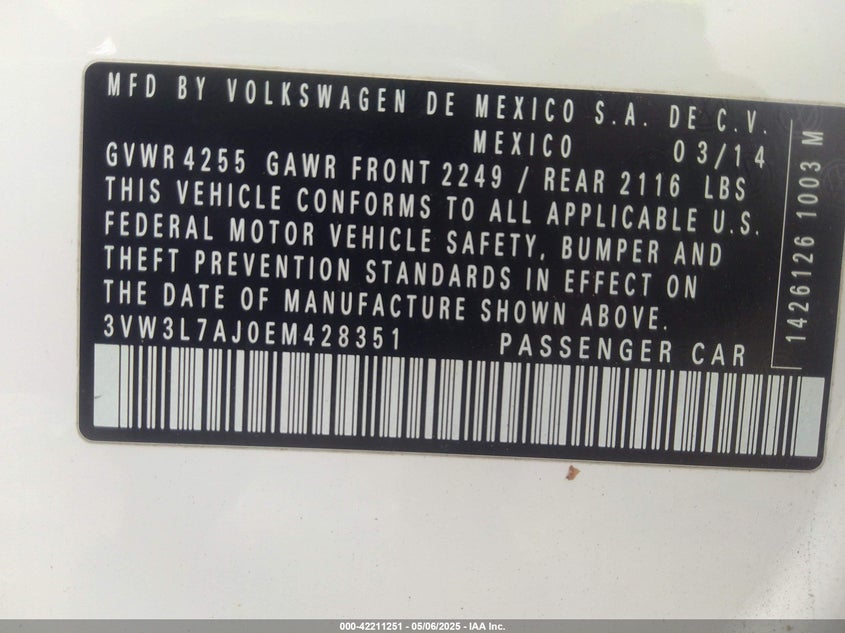 MFD BY VOLKSWAGEN DE MEXICO S.A. DE C.V.
MEXICO 03/14
GVWR 4255 GAWR FRONT 2249 / REAR 2116 LBS
THIS VEHICLE CONFORMS TO ALL APPLICABLE U.S.
FEDERAL MOTOR VEHICLE SAFETY, BUMPER AND
THEFT PREVENTION STANDARDS IN EFFECT ON
THE DATE OF MANUFACTURE SHOWN ABOVE.
3VW3L7AJ0EM428351 PASSENGER CAR
1426126 1003 M
000-42211251 - 05/06/2025 - IAA Inc.